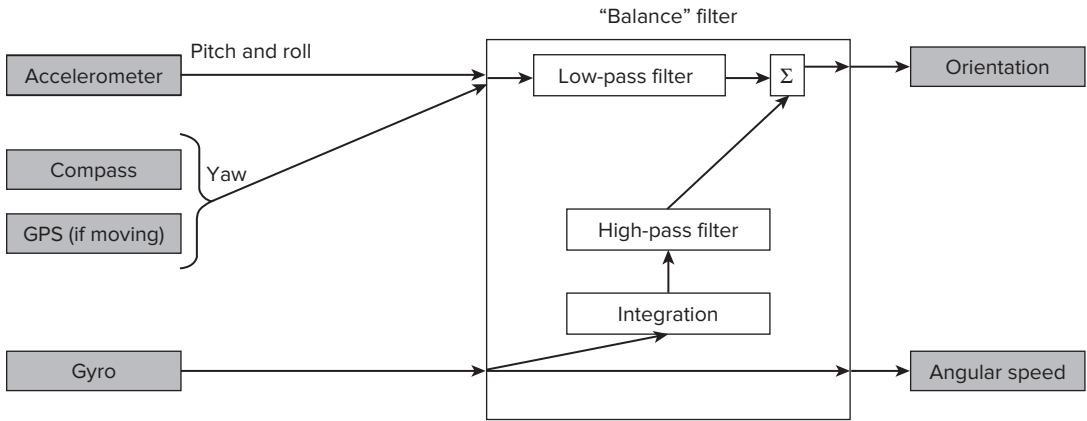 “Balance” filter
Pitch and roll
Accelerometer
Low-pass filter
Σ
Orientation
Compass
Yaw
GPS (if moving)
High-pass filter
Integration
Gyro
Angular speed